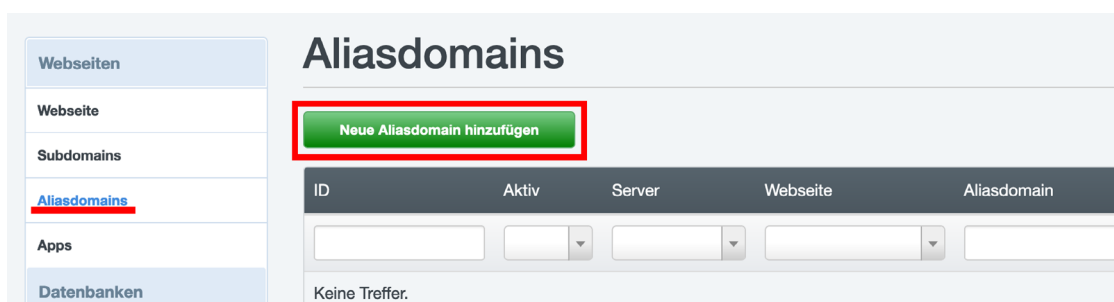 Webseiten
Webseite
Subdomains
Aliasdomains
Apps
Datenbanken
Aliasdomains
Neue Aliasdomain hinzufügen
ID Aktiv Server Webseite Aliasdomain
Keine Treffer.